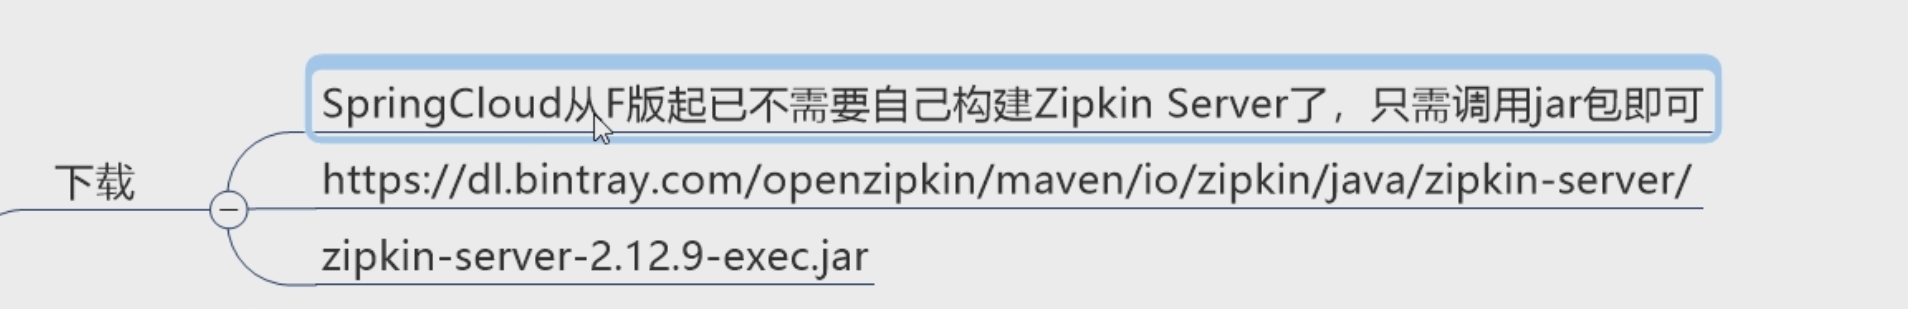 下载
SpringCloud从F版起已不需要自己构建Zipkin Server了，只需调用jar包即可
https://dl.bintray.com/openzipkin/maven/io/zipkin/java/zipkin-server/
zipkin-server-2.12.9-exec.jar